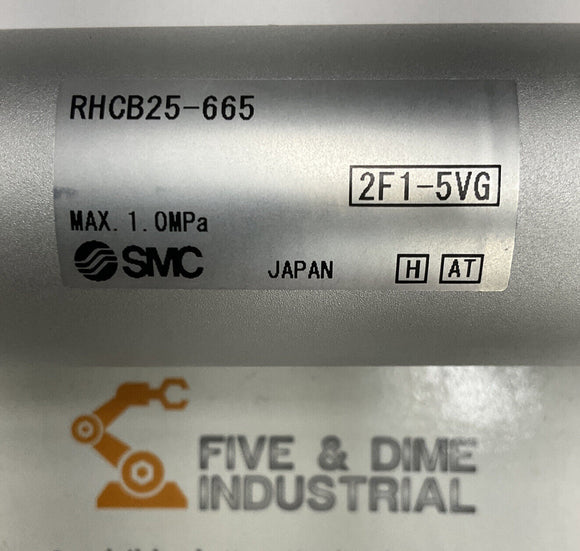 RHCB25-665
2F1-5VG
MAX. 1.0MPa
SMC JAPAN H AT
FIVE & DIME
INDUSTRIAL